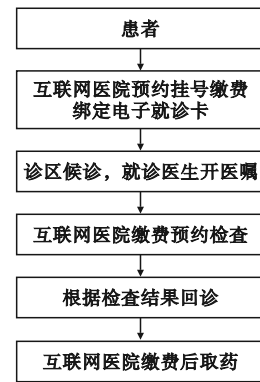 患者
互联网医院预约挂号缴费
绑定电子就诊卡
诊区候诊，就诊医生开医嘱
互联网医院缴费预约检查
根据检查结果回诊
互联网医院缴费后取药